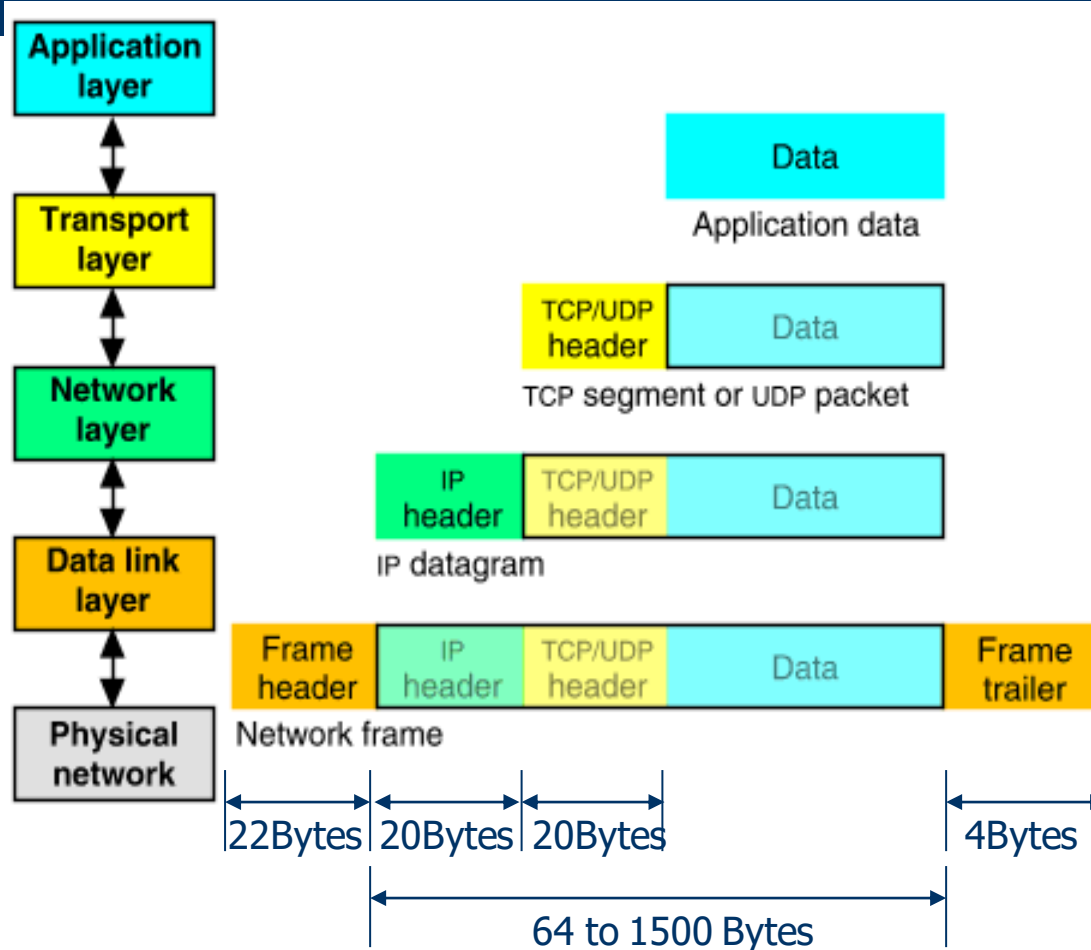 Application
layer
Data
Application data
Transport
layer
TCP/UDP
header
Data
TCP segment or UDP packet
Network
layer
IP
header
TCP/UDP
header
Data
IP datagram
Data link
layer
Frame
header
IP
header
TCP/UDP
header
Data
Frame
trailer
Network frame
Physical
network
22Bytes
20Bytes
20Bytes
4Bytes
64 to 1500 Bytes